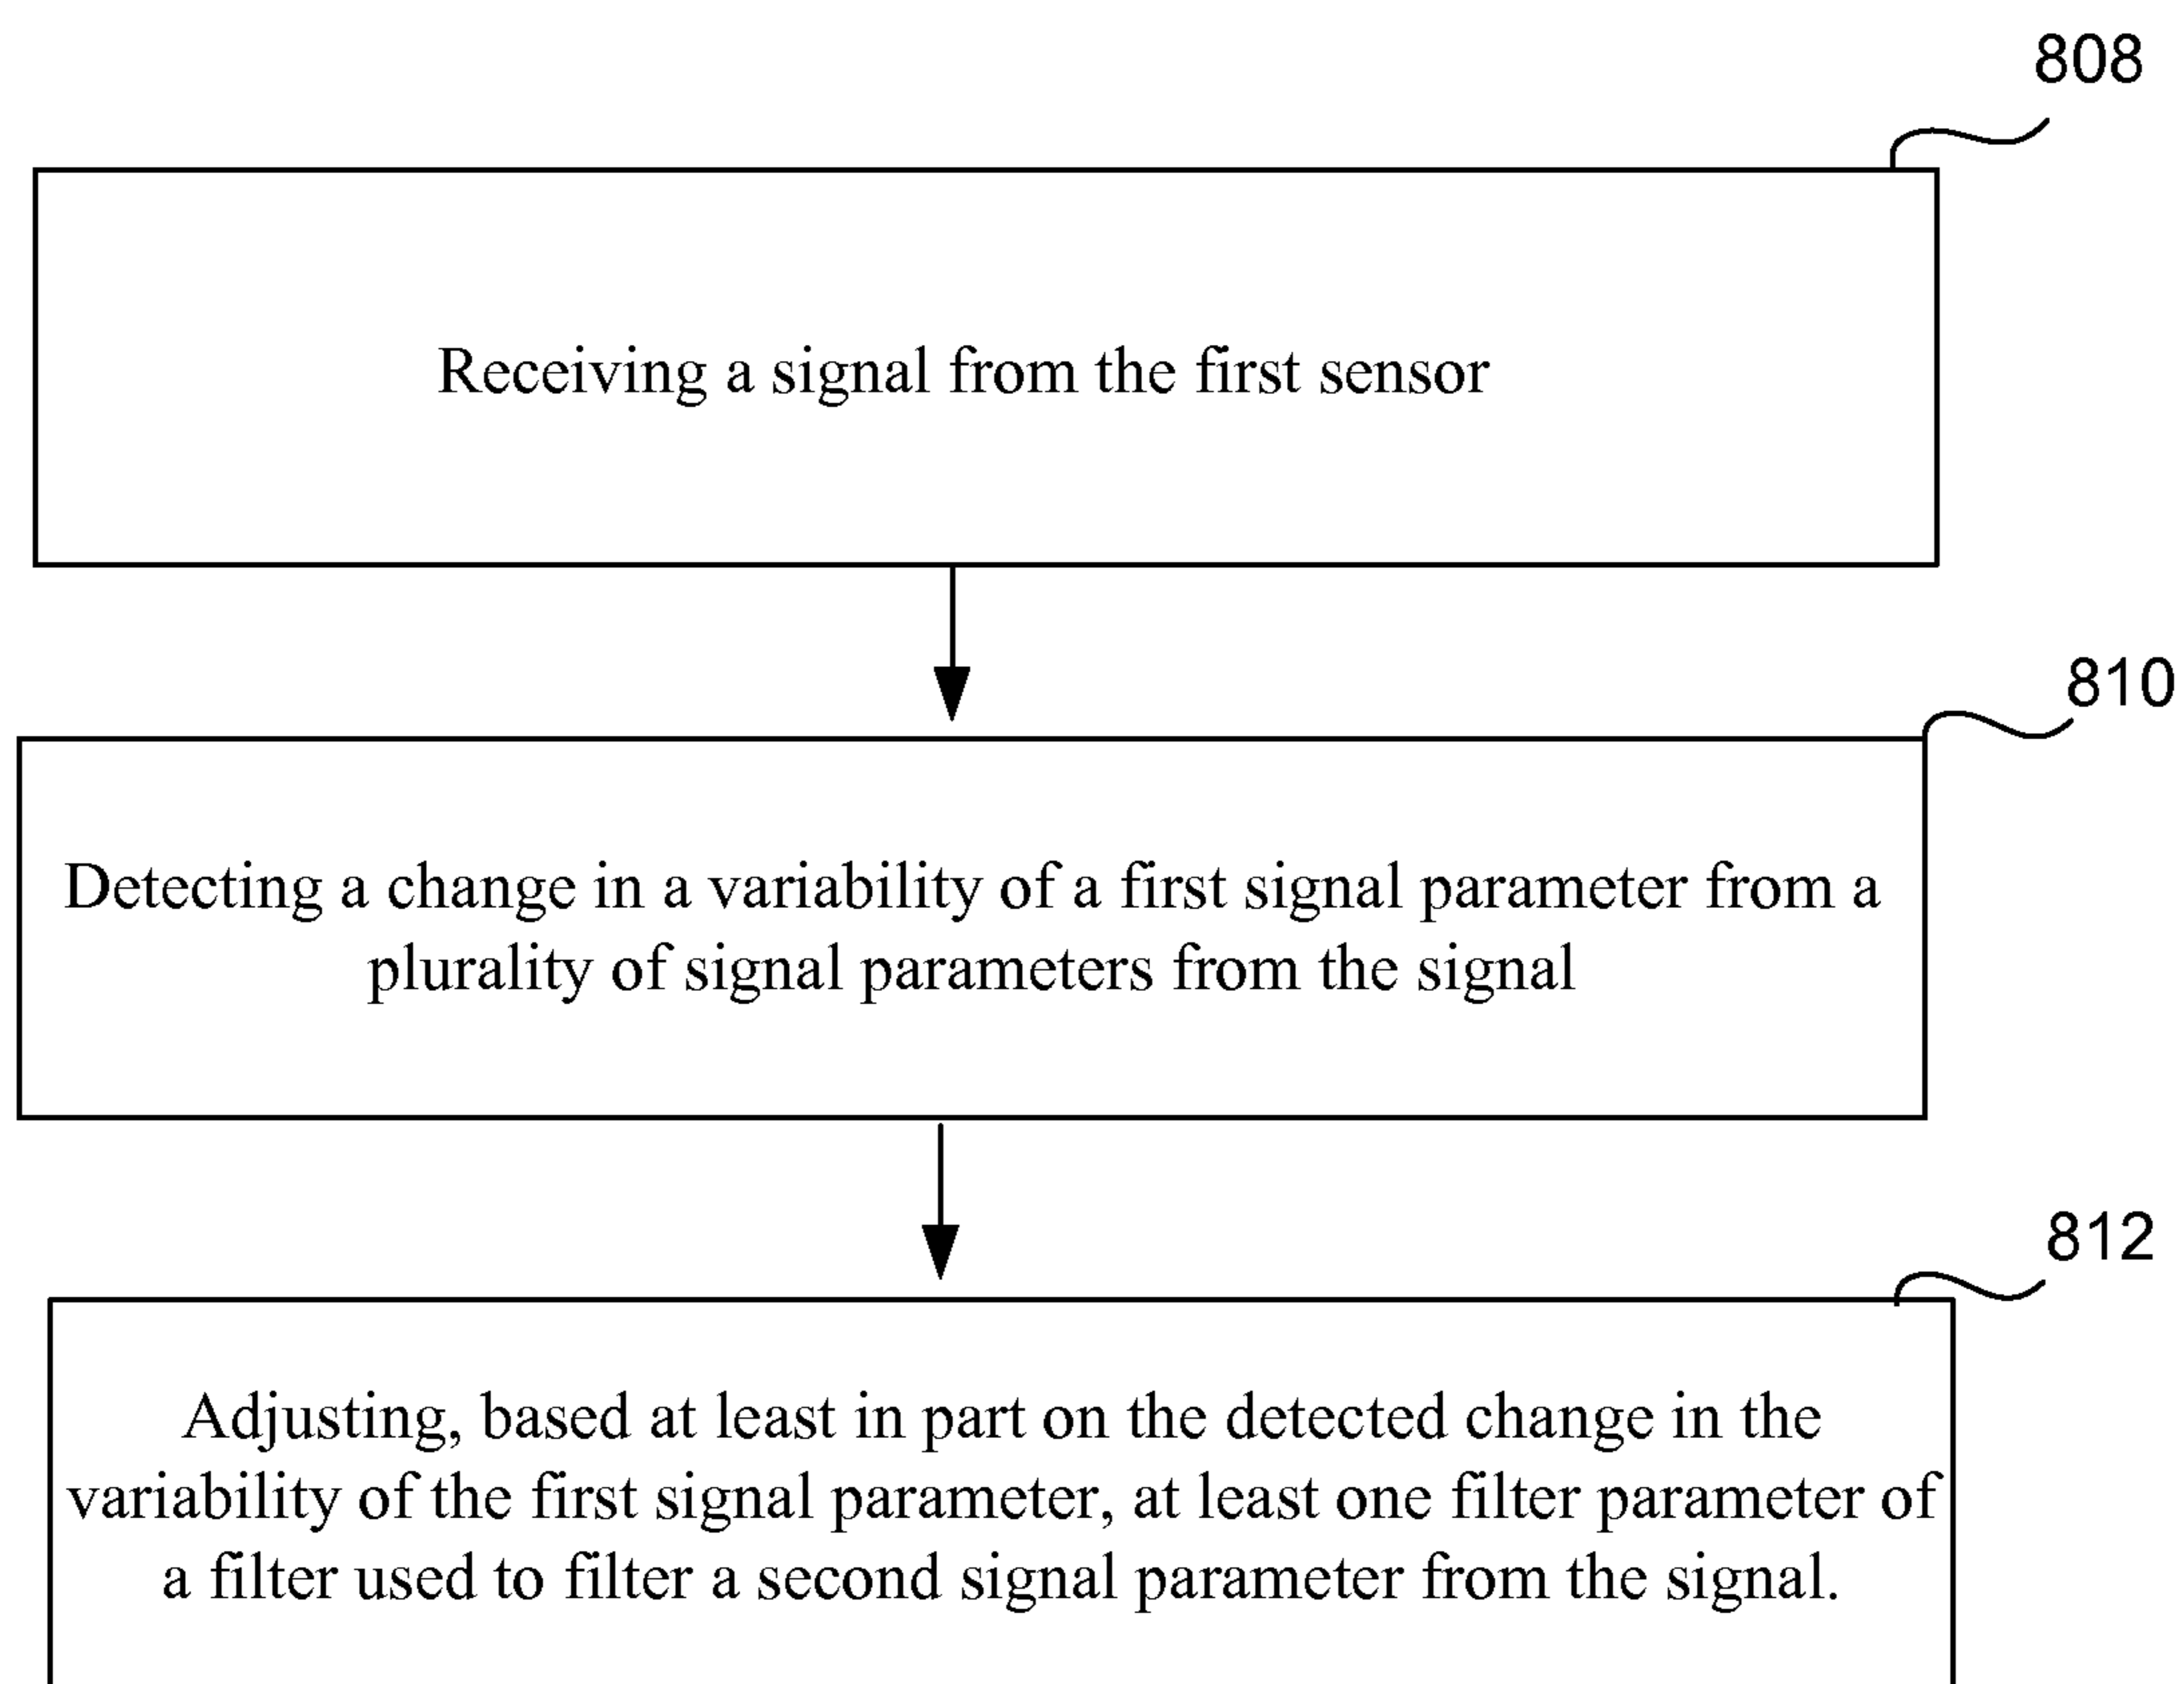 808
Receiving a signal from the first sensor
810
Detecting a change in a variability of a first signal parameter from a
plurality of signal parameters from the signal
812
Adjusting, based at least in part on the detected change in the
variability of the first signal parameter, at least one filter parameter of
a filter used to filter a second signal parameter from the signal.